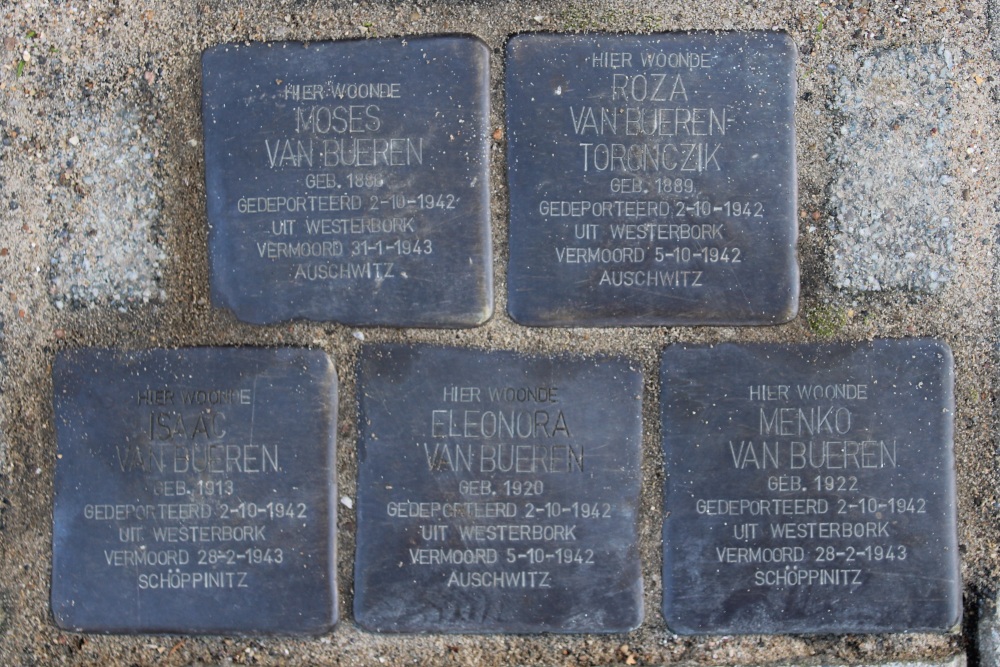 HIER WOONDE
MOSES
VAN BUEREN
GEB.
GEDEPORTEERD 2-10-1942
UIT WESTERBORK
VERMOORD 31-1-1943
AUSCHWITZ
HIER WOONDE
ROZA
VAN BUEREN-
TORONCZIK
GEB. 1889
GEDEPORTEERD 2-10-1942
UIT WESTERBORK
VERMOORD 5-10-1942
AUSCHWITZ
HIER WOONDE
ISAAC
VAN BUEREN
GEB. 1913
GEDEPORTEERD 2-10-1942
UIT WESTERBORK
VERMOORD 28-2-1943
SCHÖPPINITZ
HIER WOONDE
ELEONORA
VAN BUEREN
GEB. 1920
GEDEPORTEERD 2-10-1942
UIT WESTERBORK
VERMOORD 5-10-1942
AUSCHWITZ
HIER WOONDE
MENKO
VAN BUEREN
GEB. 1922
GEDEPORTEERD 2-10-1942
UIT WESTERBORK
VERMOORD 28-2-1943
SCHÖPPINITZ